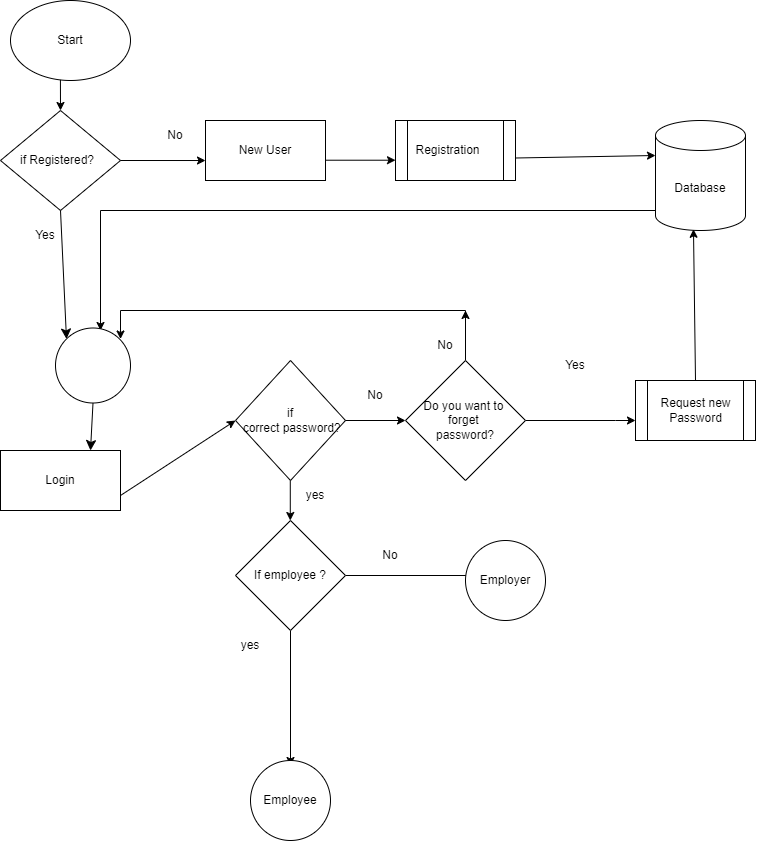 Start
No
if Registered?
New User
Registration
Database
Yes
No
Yes
if
correct password?
No
Do you want to
forget
password?
Request new
Password
Login
yes
If employee ?
No
Employer
yes
Employee